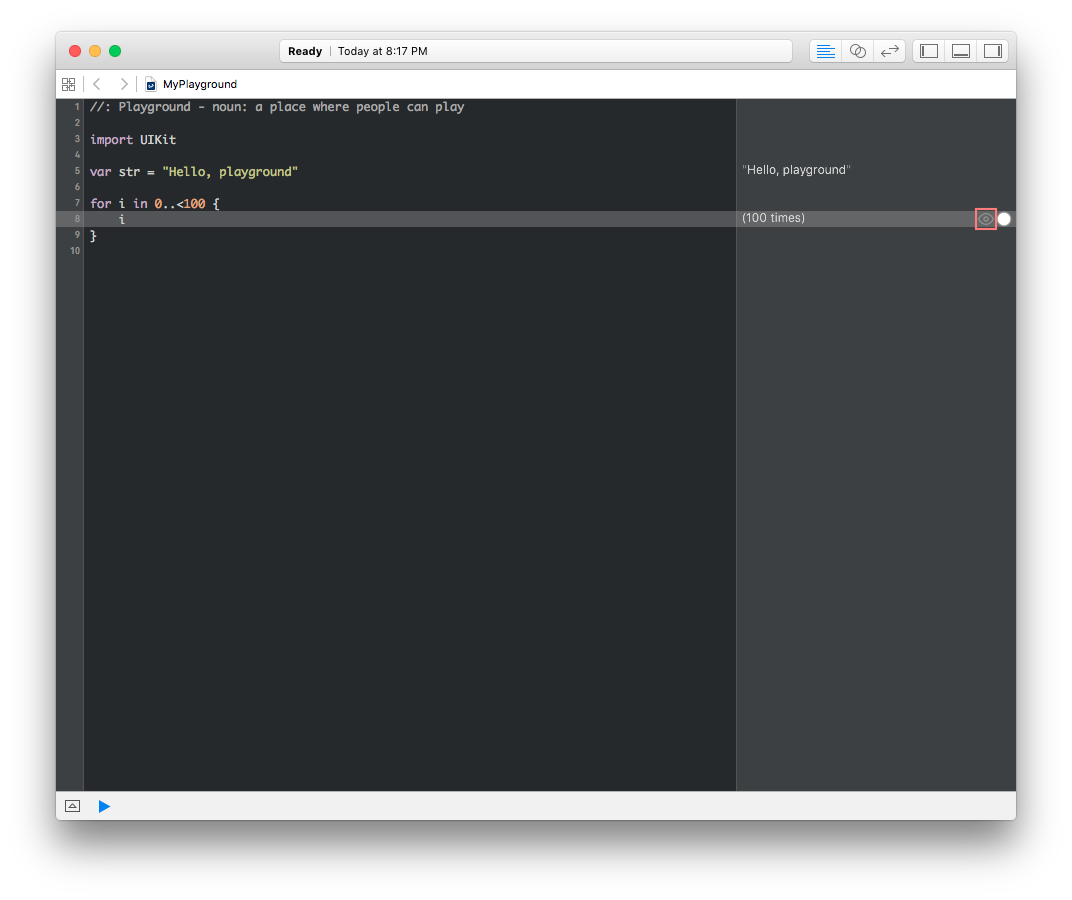 Ready | Today at 8:17 PM
MyPlayground
1 //: Playground - noun: a place where people can play
2
3 import UIKit
4
5 var str = "Hello, playground" "Hello, playground"
6
7 for i in 0..<100 {
8 i (100 times)
9 }
10